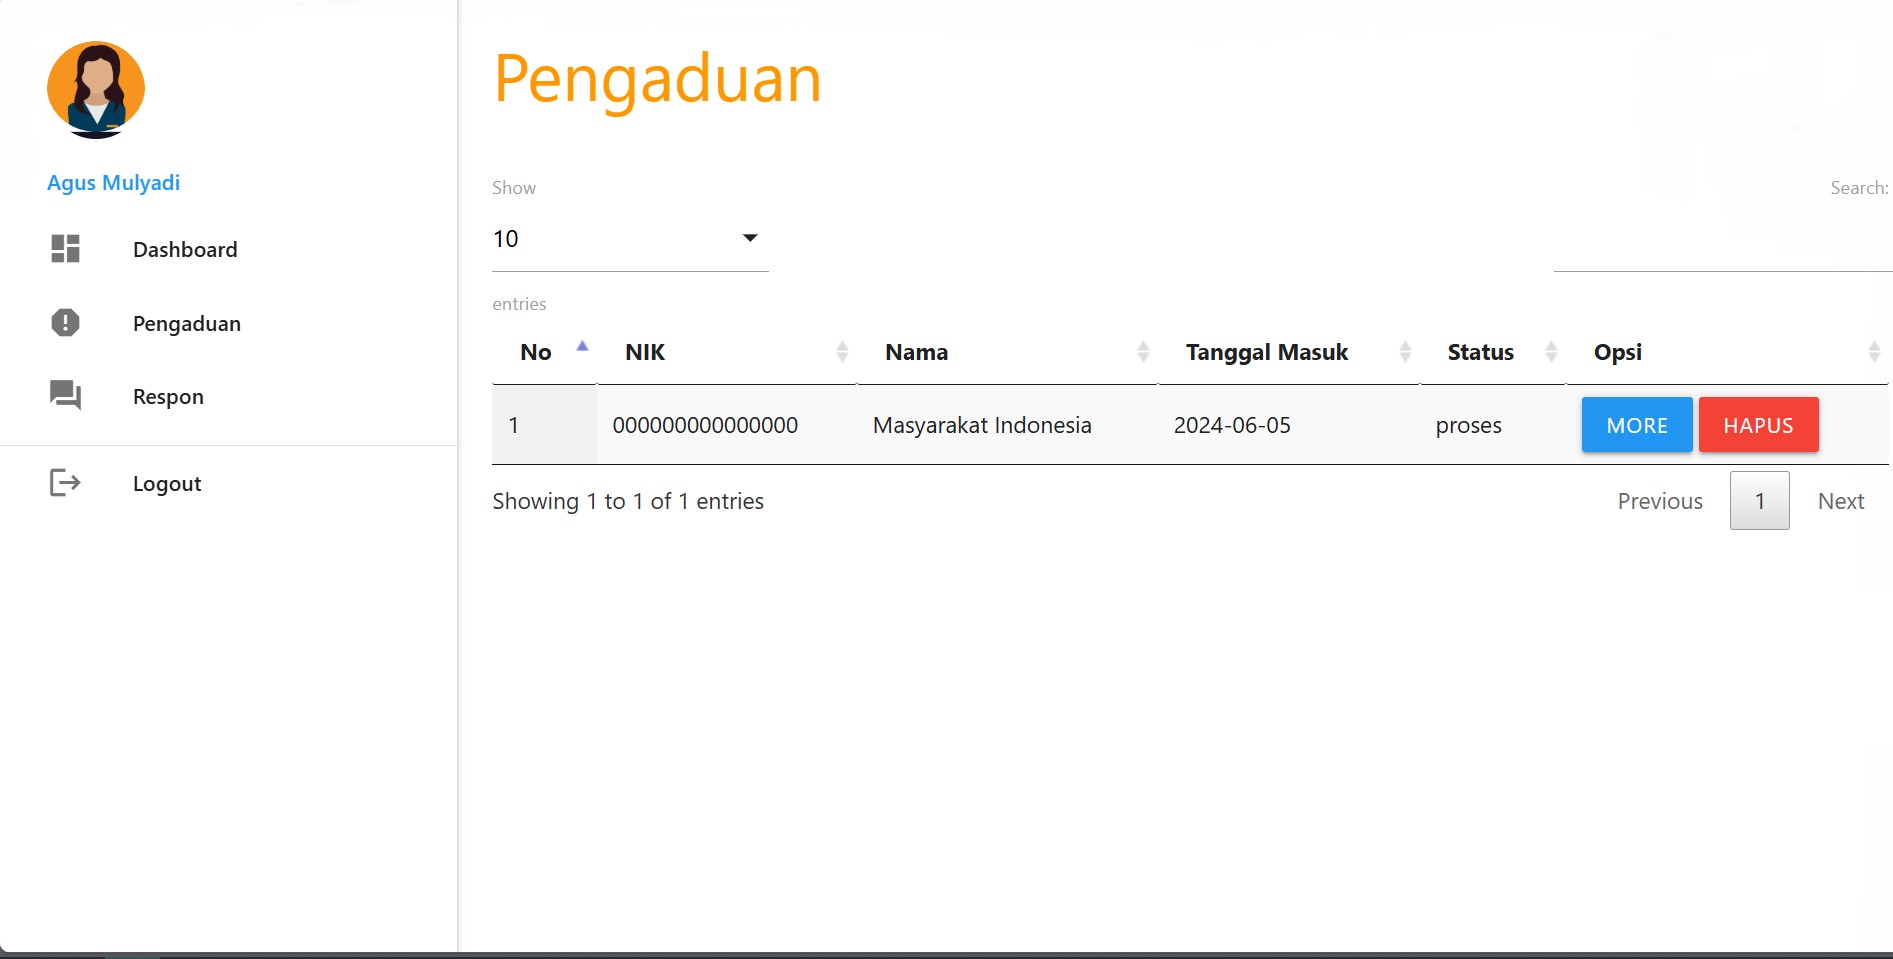 Agus Mulyadi
Dashboard
Pengaduan
Respon
Logout
Pengaduan
Show
10
entries
Search:
No NIK Nama Tanggal Masuk Status Opsi
1 000000000000000 Masyarakat Indonesia 2024-06-05 proses MORE HAPUS
Showing 1 to 1 of 1 entries
Previous 1 Next